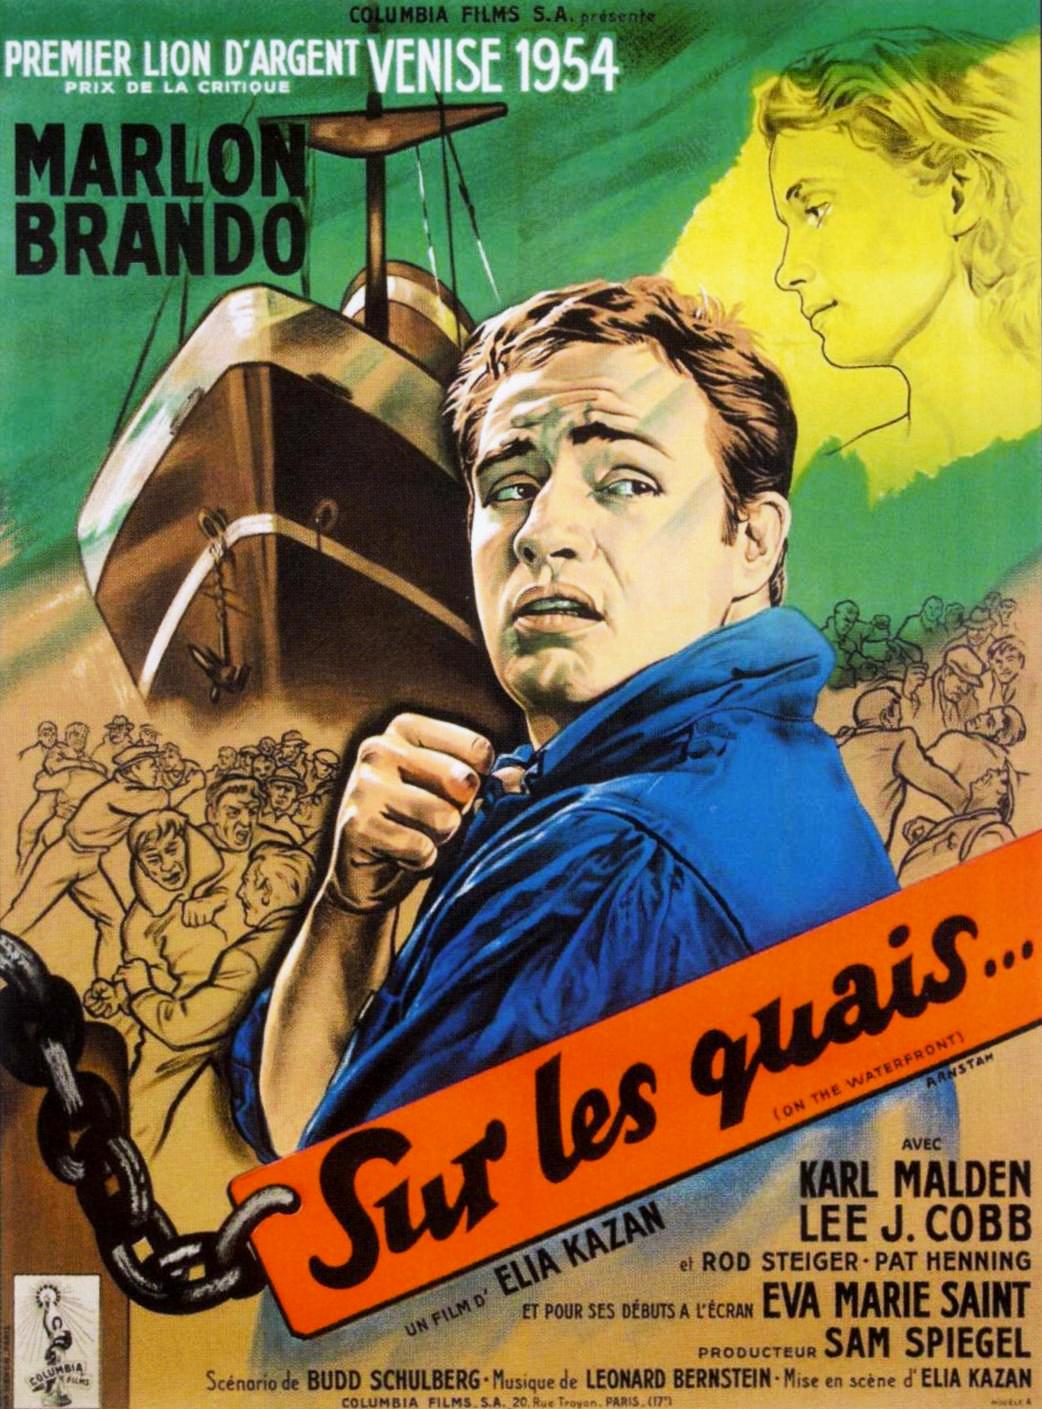 COLUMBIA FILMS S.A. présente
PREMIER LION D'ARGENT VENISE 1954
PRIX DE LA CRITIQUE
MARLON
BRANDO
Sur les quais...
(ON THE WATERFRONT)
ARNSTAM
UN FILM D' ELIA KAZAN
AVEC
KARL MALDEN
LEE J. COBB
et ROD STEIGER · PAT HENNING
ET POUR SES DÉBUTS A L'ÉCRAN EVA MARIE SAINT
PRODUCTEUR SAM SPIEGEL
Scénario de BUDD SCHULBERG · Musique de LEONARD BERNSTEIN · Mise en scène d'ELIA KAZAN
COLUMBIA FILMS. S.A. 20, Rue Troyon. PARIS. (17e)
COLUMBIA
FILMS
MODÈLE A